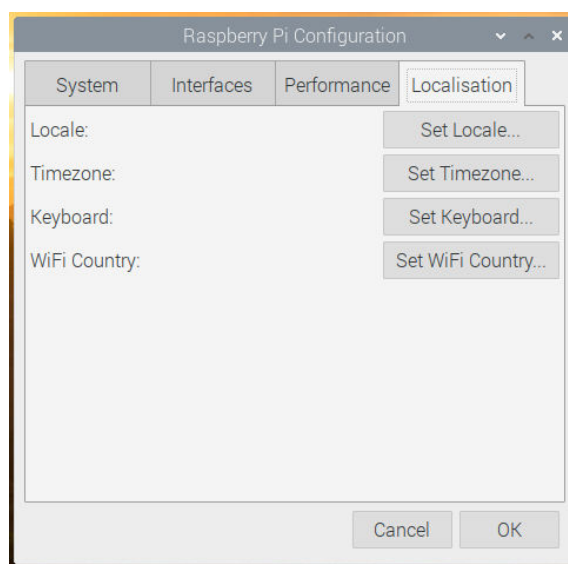 Raspberry Pi Configuration
System Interfaces Performance Localisation
Locale: Set Locale...
Timezone: Set Timezone...
Keyboard: Set Keyboard...
WiFi Country: Set WiFi Country...
Cancel OK